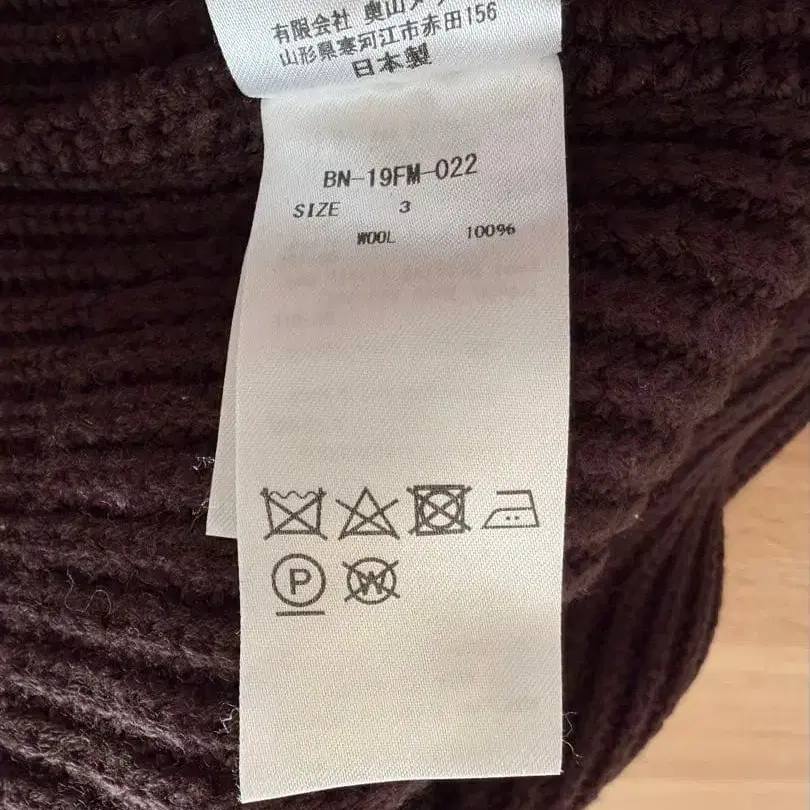 有限会社 奥山メ
山形県寒河江市赤田156
日本製
BN-19FM-022
SIZE 3
WOOL 100%
P
W